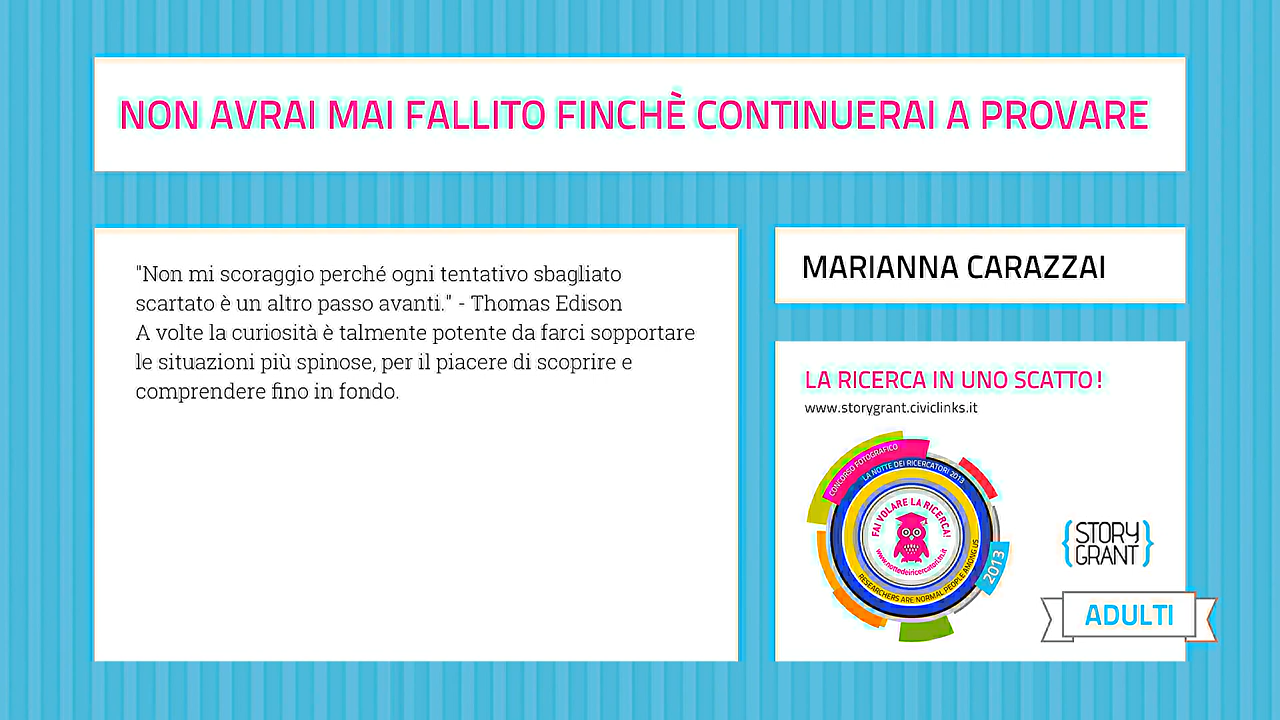 NON AVRAI MAI FALLITO FINCHÈ CONTINUERAI A PROVARE
"Non mi scoraggio perché ogni tentativo sbagliato
scartato è un altro passo avanti." - Thomas Edison
A volte la curiosità è talmente potente da farci sopportare
le situazioni più spinose, per il piacere di scoprire e
comprendere fino in fondo.
MARIANNA CARAZZAI
LA RICERCA IN UNO SCATTO!
www.storygrant.civiclinks.it
CONCORSO FOTOGRAFICO
LA NOTTE DEI RICERCATORI 2013
FAI VOLARE LA RICERCA!
www.nottedeiricercatori.tn.it
RESEARCHERS ARE NORMAL PEOPLE AMONG US
2013
{STORY
GRANT}
ADULTI